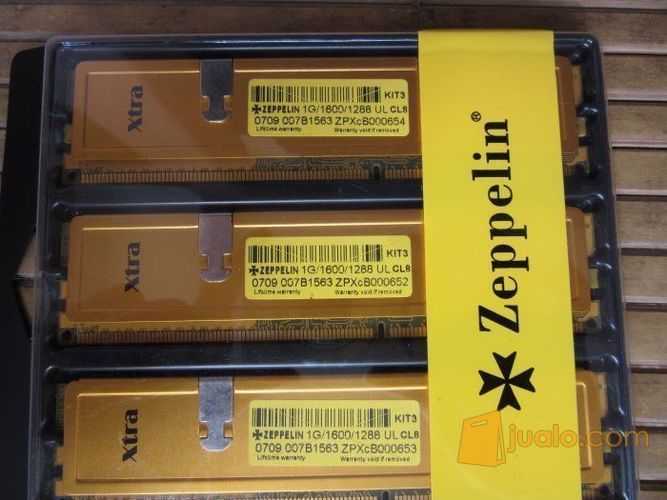 Xtra
KIT3
ZEPPELIN 1G/1600/1288 UL CL8
0709 007B1563 ZPXcB000654
Lifetime warranty Warranty void if removed
Xtra
KIT3
ZEPPELIN 1G/1600/1288 UL CL8
0709 007B1563 ZPXcB000652
Lifetime warranty Warranty void if removed
Xtra
KIT3
ZEPPELIN 1G/1600/1288 UL CL8
0709 007B1563 ZPXcB000653
Lifetime warranty Warranty void if removed
Zeppelin®
jualo.com